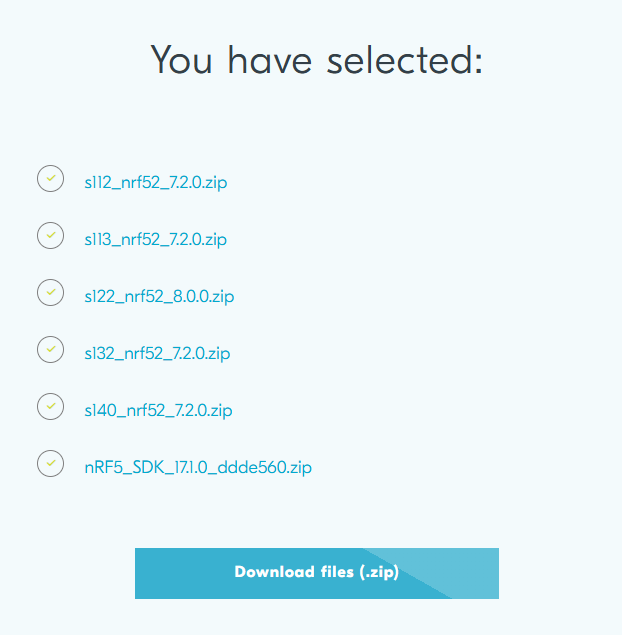 You have selected:
s112_nrf52_7.2.0.zip
s113_nrf52_7.2.0.zip
s122_nrf52_8.0.0.zip
s132_nrf52_7.2.0.zip
s140_nrf52_7.2.0.zip
nRF5_SDK_17.1.0_ddde560.zip
Download files (.zip)